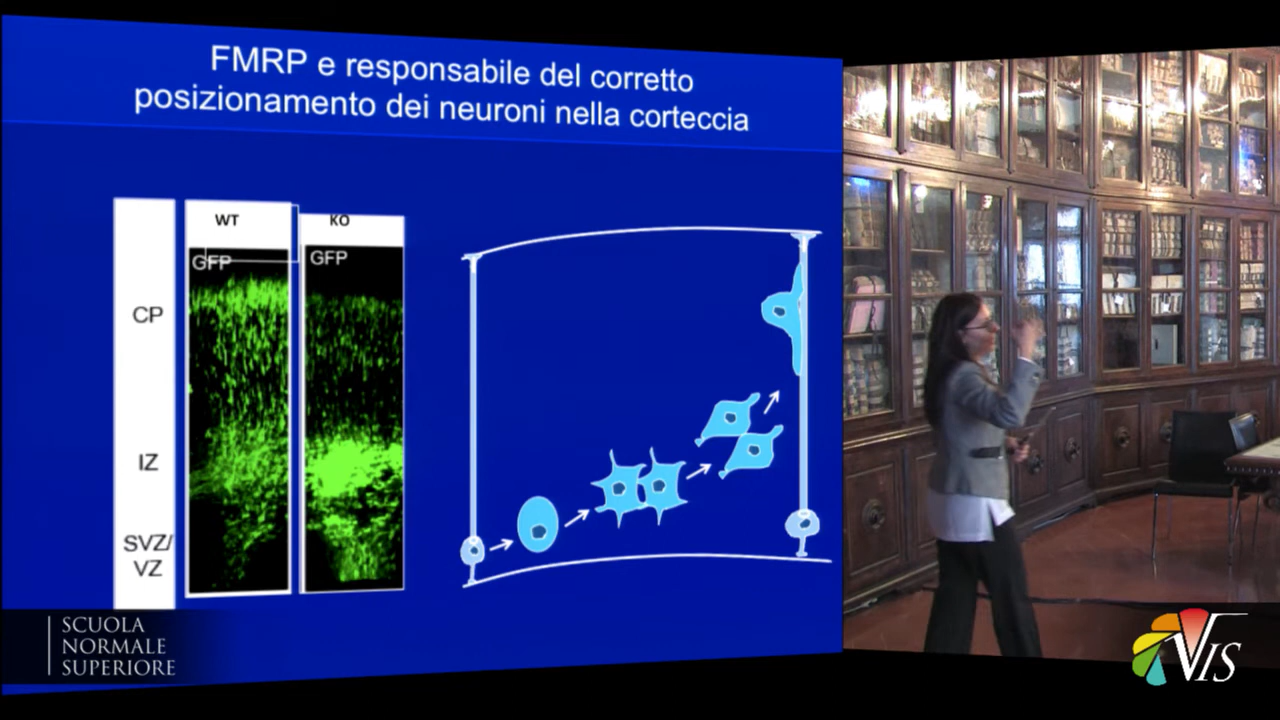 FMRP e responsabile del corretto
posizionamento dei neuroni nella corteccia
WT
KO
GFP
GFP
CP
IZ
SVZ/
VZ
SCUOLA
NORMALE
SUPERIORE
VIS